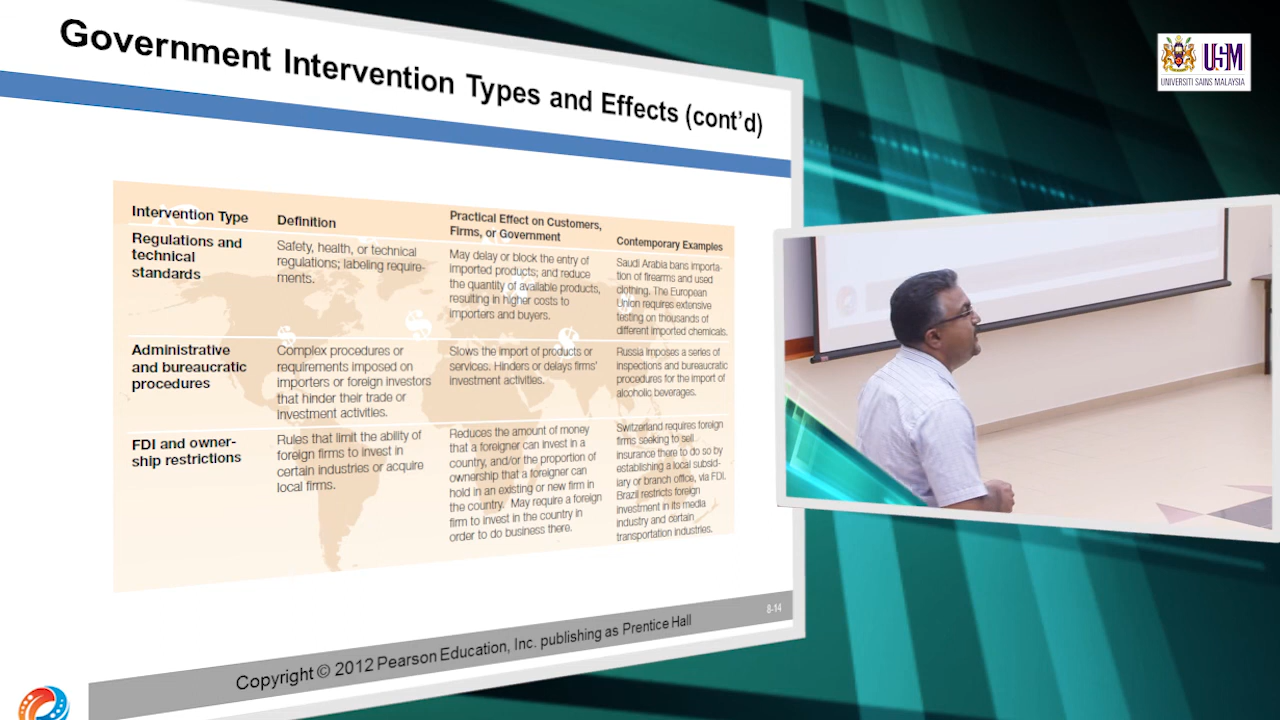 Government Intervention Types and Effects (cont'd)
USM
UNIVERSITI SAINS MALAYSIA
Intervention Type
Definition
Practical Effect on Customers,
Firms, or Government
Contemporary Examples
Regulations and
technical
standards
Safety, health, or technical
regulations; labeling require-
ments.
May delay or block the entry of
imported products; and reduce
the quantity of available products,
resulting in higher costs to
importers and buyers.
Saudi Arabia bans importa-
tion of firearms and used
clothing. The European
Union requires extensive
testing on thousands of
different imported chemicals.
Administrative
and bureaucratic
procedures
Complex procedures or
requirements imposed on
importers or foreign investors
that hinder their trade or
investment activities.
Slows the import of products or
services. Hinders or delays firms'
investment activities.
Russia imposes a series of
inspections and bureaucratic
procedures for the import of
alcoholic beverages.
FDI and owner-
ship restrictions
Rules that limit the ability of
foreign firms to invest in
certain industries or acquire
local firms.
Reduces the amount of money
that a foreigner can invest in a
country, and/or the proportion of
ownership that a foreigner can
hold in an existing or new firm in
the country. May require a foreign
firm to invest in the country in
order to do business there.
Switzerland requires foreign
firms seeking to sell
insurance there to do so by
establishing a local subsid-
iary or branch office, via FDI.
Brazil restricts foreign
investment in its media
industry and certain
transportation industries.
8-14
Copyright © 2012 Pearson Education, Inc. publishing as Prentice Hall